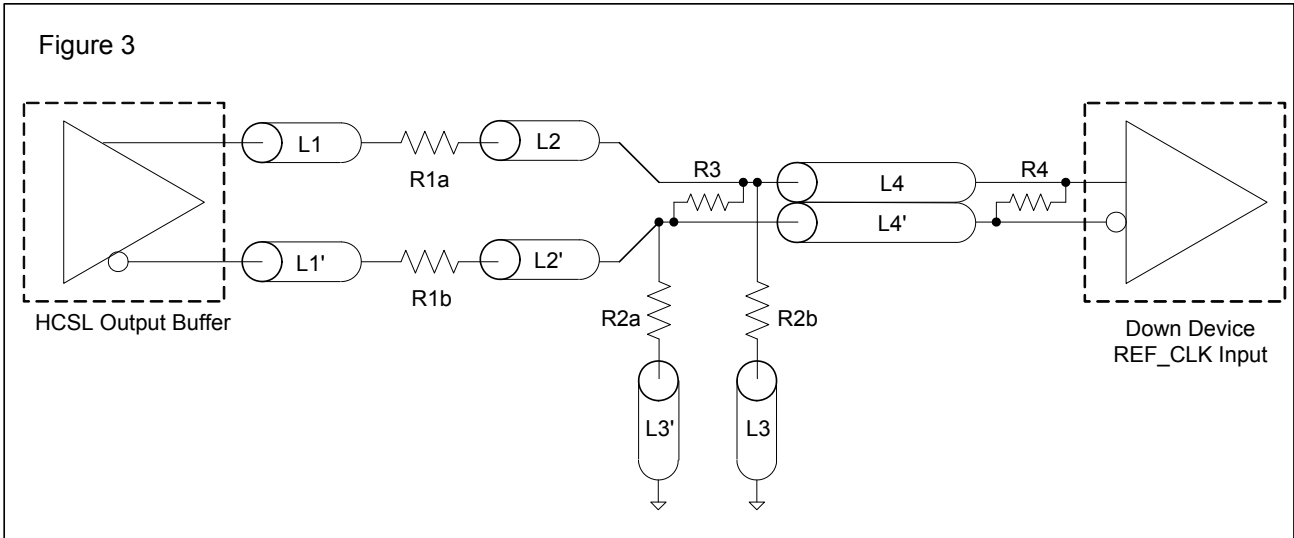 Figure 3
L1
R1a
L2
R3
L4
R4
L4'
L1'
R1b
L2'
HCSL Output Buffer
R2a
R2b
Down Device
REF_CLK Input
L3'
L3